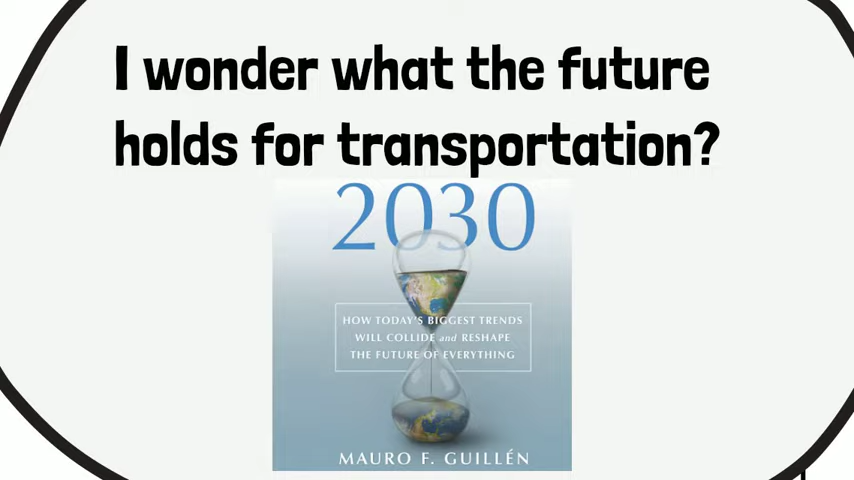 I wonder what the future
holds for transportation?
2030
HOW TODAY'S BIGGEST TRENDS
WILL COLLIDE and RESHAPE
THE FUTURE OF EVERYTHING
MAURO F. GUILLÉN